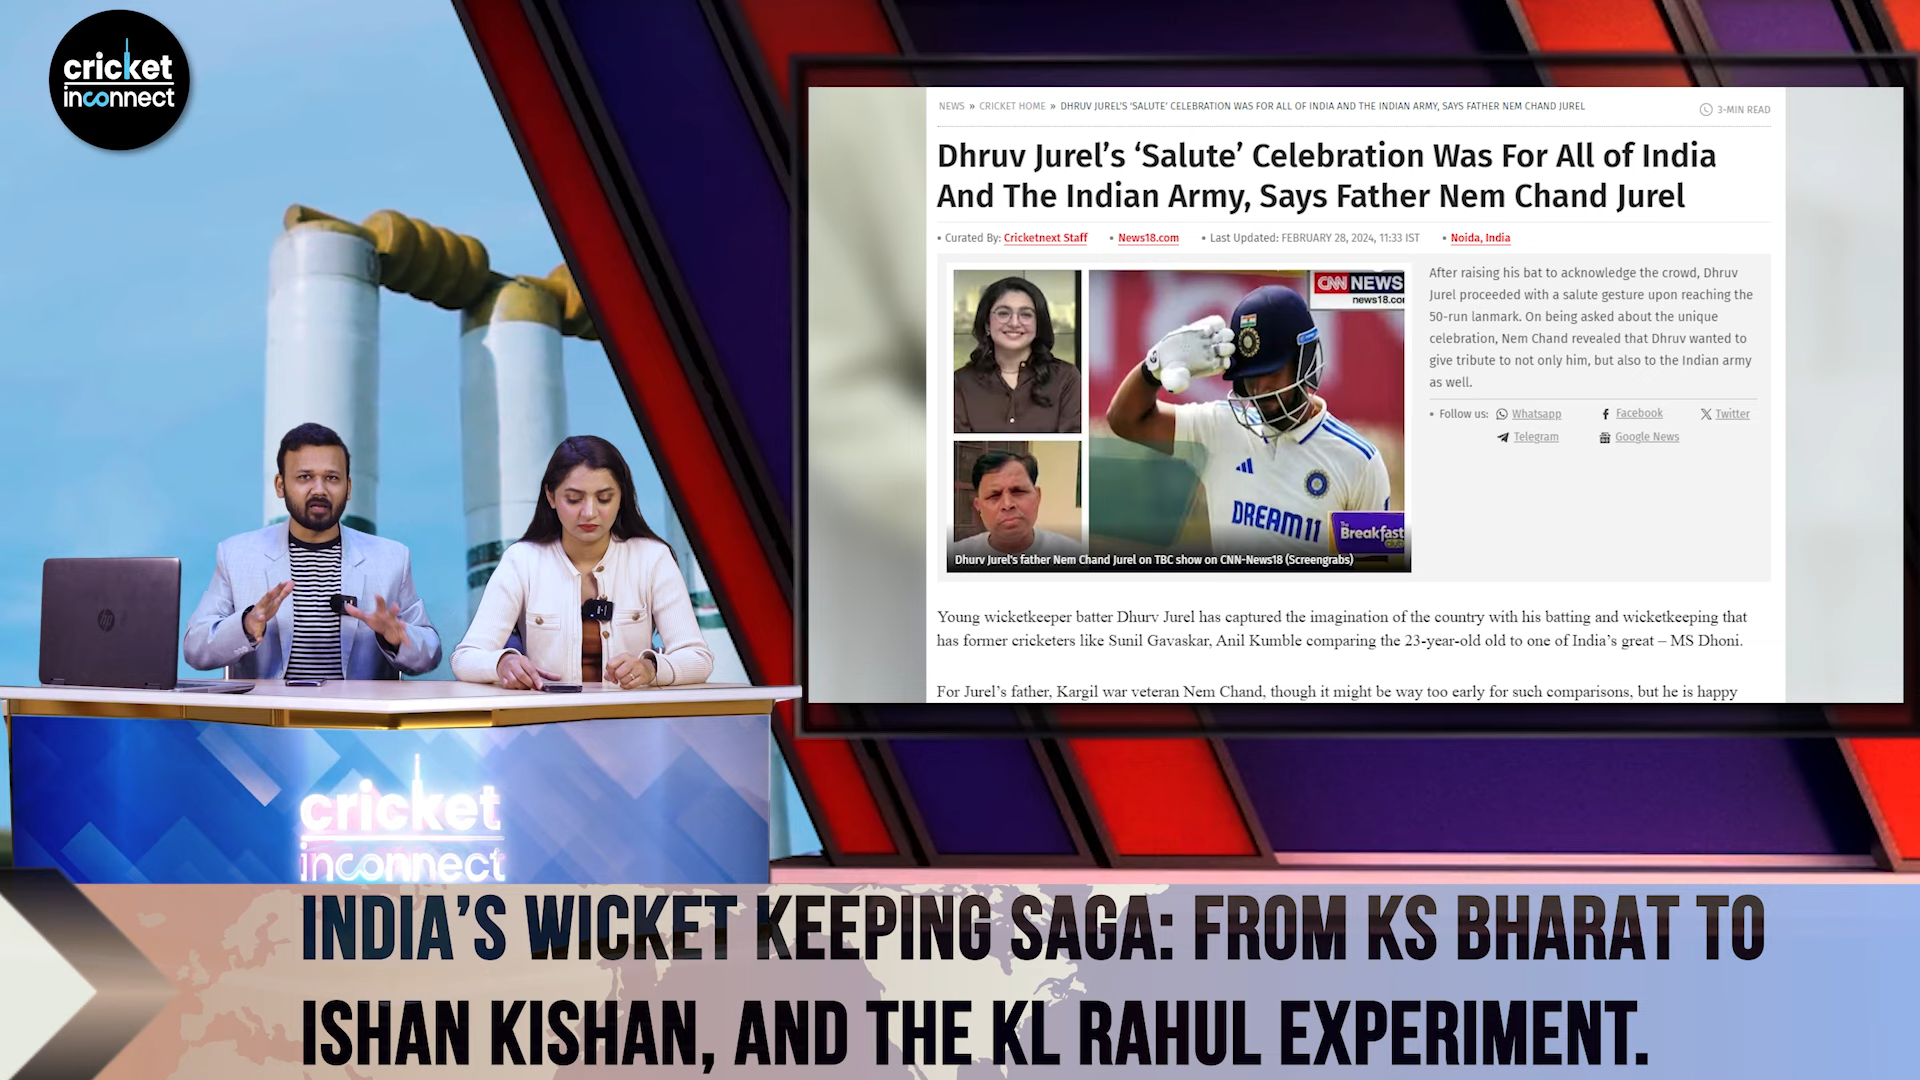 cricket
inconnect
NEWS » CRICKET HOME » DHRUV JUREL'S 'SALUTE' CELEBRATION WAS FOR ALL OF INDIA AND THE INDIAN ARMY, SAYS FATHER NEM CHAND JUREL
3-MIN READ
Dhruv Jurel's ‘Salute’ Celebration Was For All of India
And The Indian Army, Says Father Nem Chand Jurel
• Curated By: Cricketnext Staff • News18.com • Last Updated: FEBRUARY 28, 2024, 11:33 IST • Noida, India
CNN NEWS
news18.co
DREAM11
The
Breakfast
Club
Dhurv Jurel's father Nem Chand Jurel on TBC show on CNN-News18 (Screengrabs)
After raising his bat to acknowledge the crowd, Dhruv
Jurel proceeded with a salute gesture upon reaching the
50-run lanmark. On being asked about the unique
celebration, Nem Chand revealed that Dhruv wanted to
give tribute to not only him, but also to the Indian army
as well.
• Follow us: Whatsapp Facebook Twitter
Telegram Google News
Young wicketkeeper batter Dhurv Jurel has captured the imagination of the country with his batting and wicketkeeping that
has former cricketers like Sunil Gavaskar, Anil Kumble comparing the 23-year-old old to one of India's great – MS Dhoni.
For Jurel's father, Kargil war veteran Nem Chand, though it might be way too early for such comparisons, but he is happy
hp
cricket
inconnect
INDIA'S WICKET KEEPING SAGA: FROM KS BHARAT TO
ISHAN KISHAN, AND THE KL RAHUL EXPERIMENT.